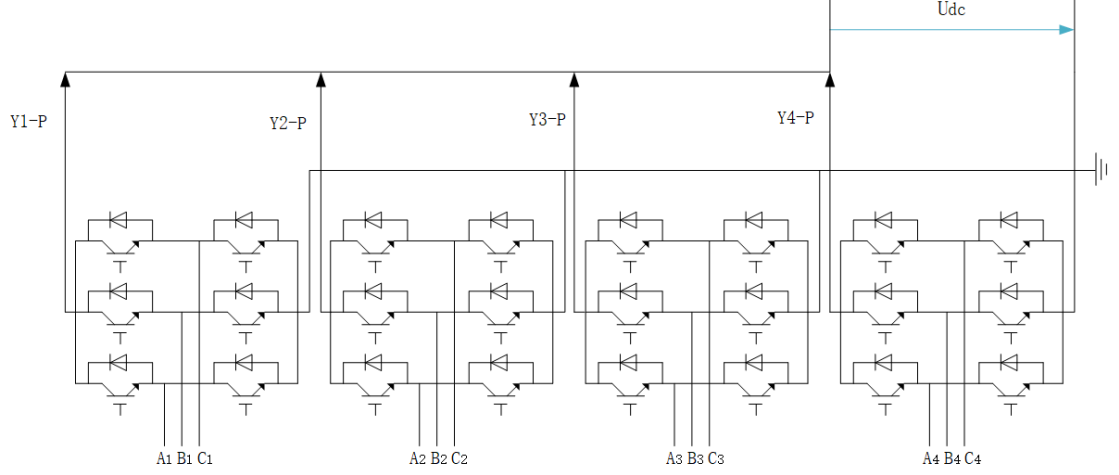 Udc
Y1-P
Y2-P
Y3-P
Y4-P
A1 B1 C1
A2 B2 C2
A3 B3 C3
A4 B4 C4